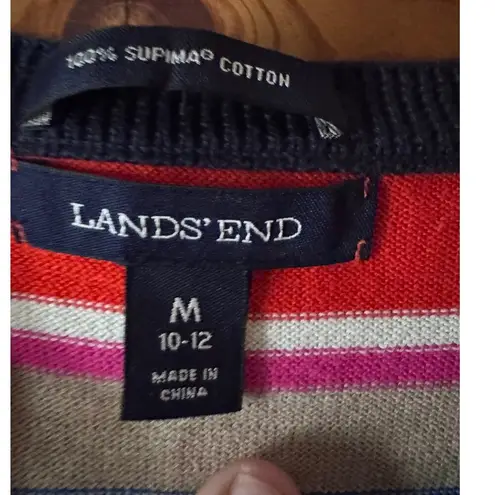 100% SUPIMA® COTTON
LANDS' END
M
10-12
MADE IN
CHINA